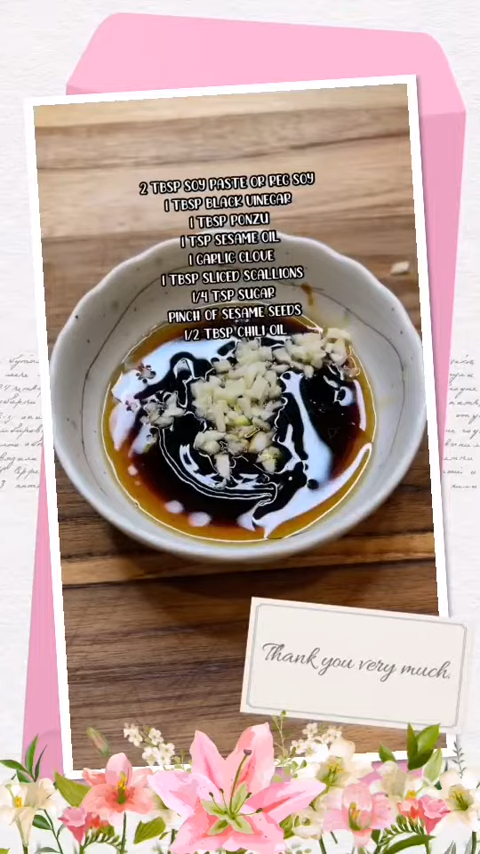 2 TBSP SOY PASTE OR REG SOY
1 TBSP BLACK VINEGAR
1 TBSP PONZU
1 TSP SESAME OIL
1 GARLIC CLOVE
1 TBSP SLICED SCALLIONS
1/4 TSP SUGAR
PINCH OF SESAME SEEDS
1/2 TBSP CHILI OIL
Thank you very much.